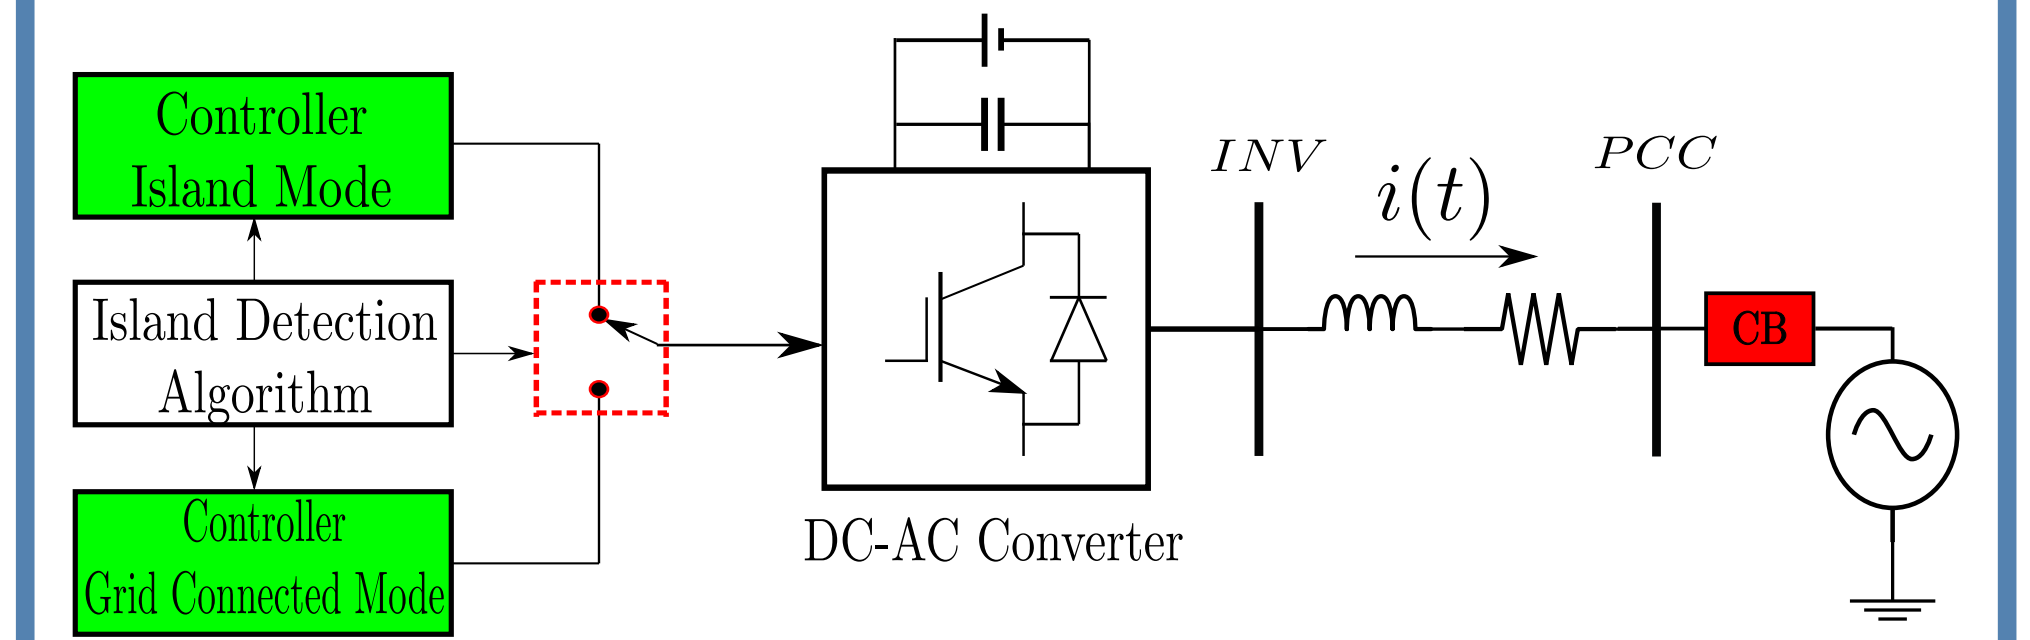 Controller
Island Mode
Island Detection
Algorithm
Controller
Grid Connected Mode
DC-AC Converter
INV
i(t)
PCC
CB